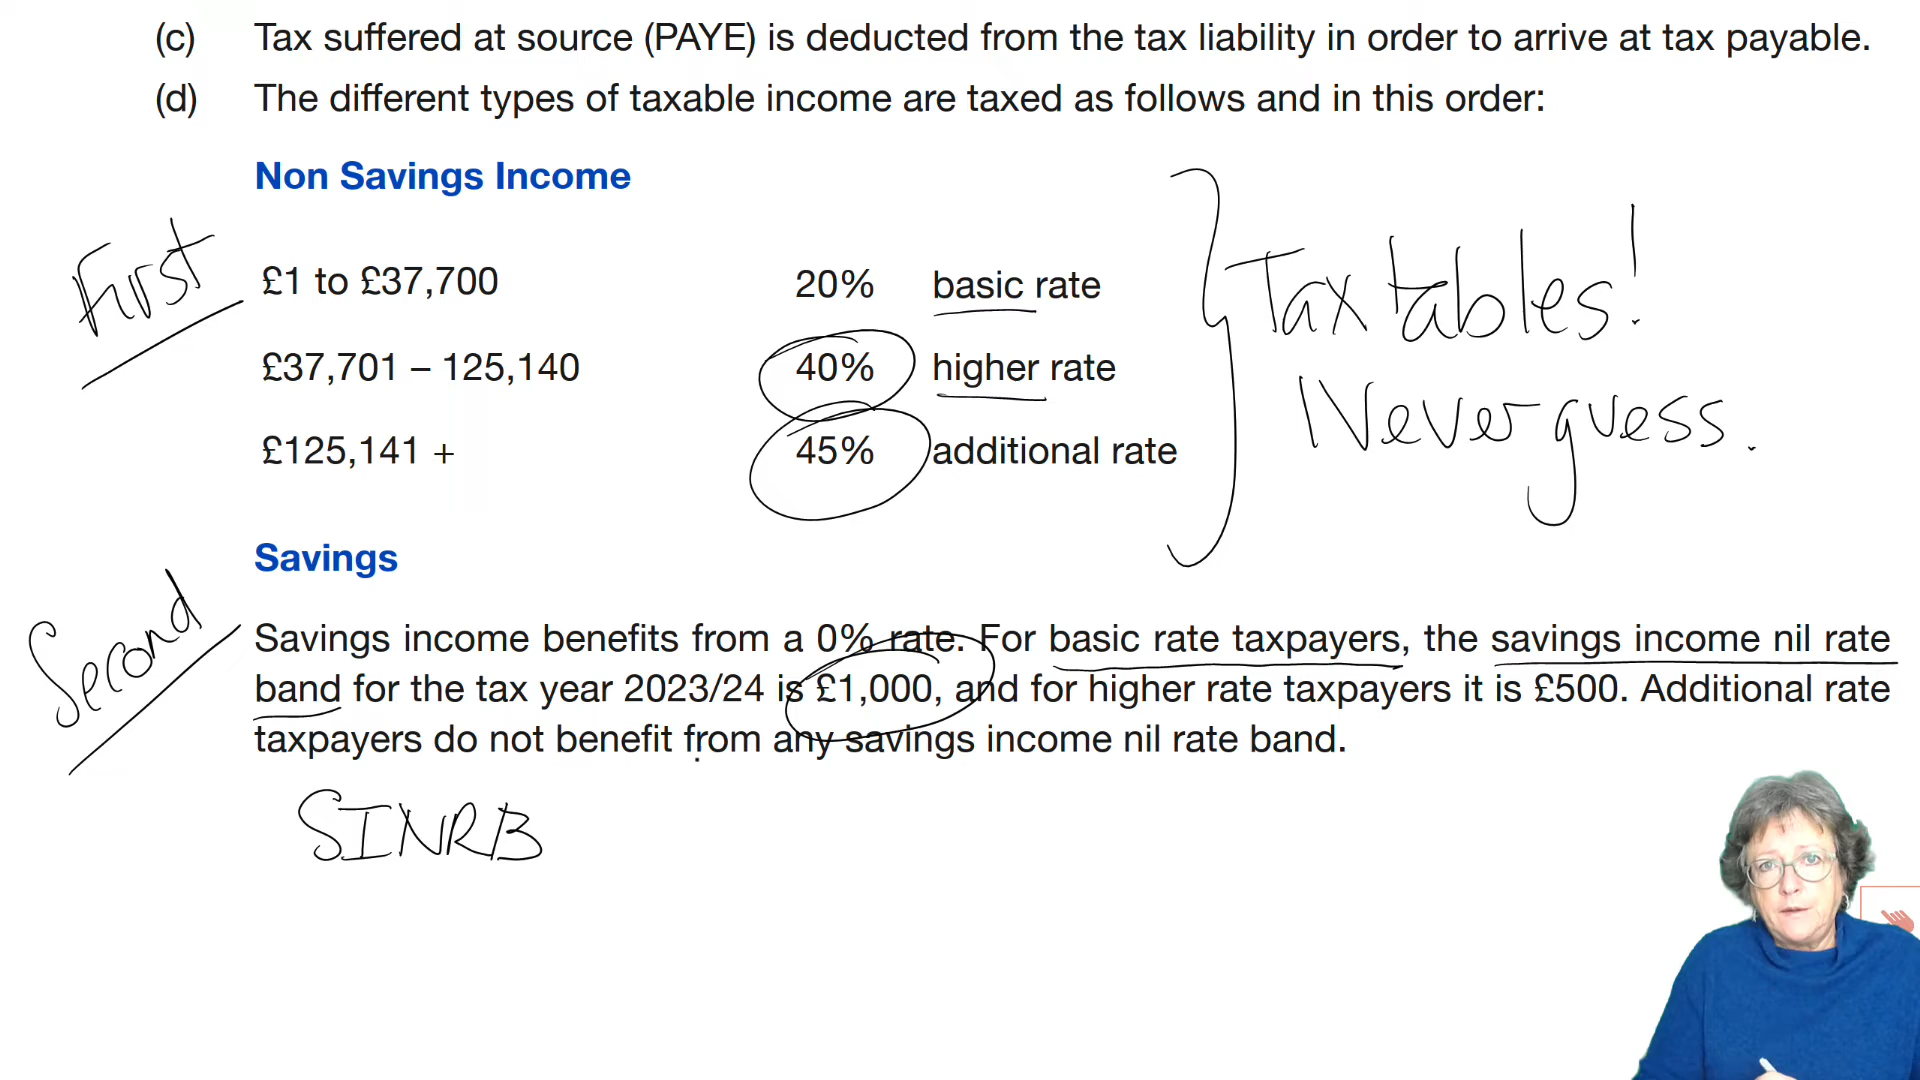 (c) Tax suffered at source (PAYE) is deducted from the tax liability in order to arrive at tax payable.
(d) The different types of taxable income are taxed as follows and in this order:
Non Savings Income
First
£1 to £37,700 20% basic rate
£37,701 – 125,140 40% higher rate
£125,141 + 45% additional rate
Tax tables!
Never guess.
Savings
Second
Savings income benefits from a 0% rate. For basic rate taxpayers, the savings income nil rate
band for the tax year 2023/24 is £1,000, and for higher rate taxpayers it is £500. Additional rate
taxpayers do not benefit from any savings income nil rate band.
SINRB